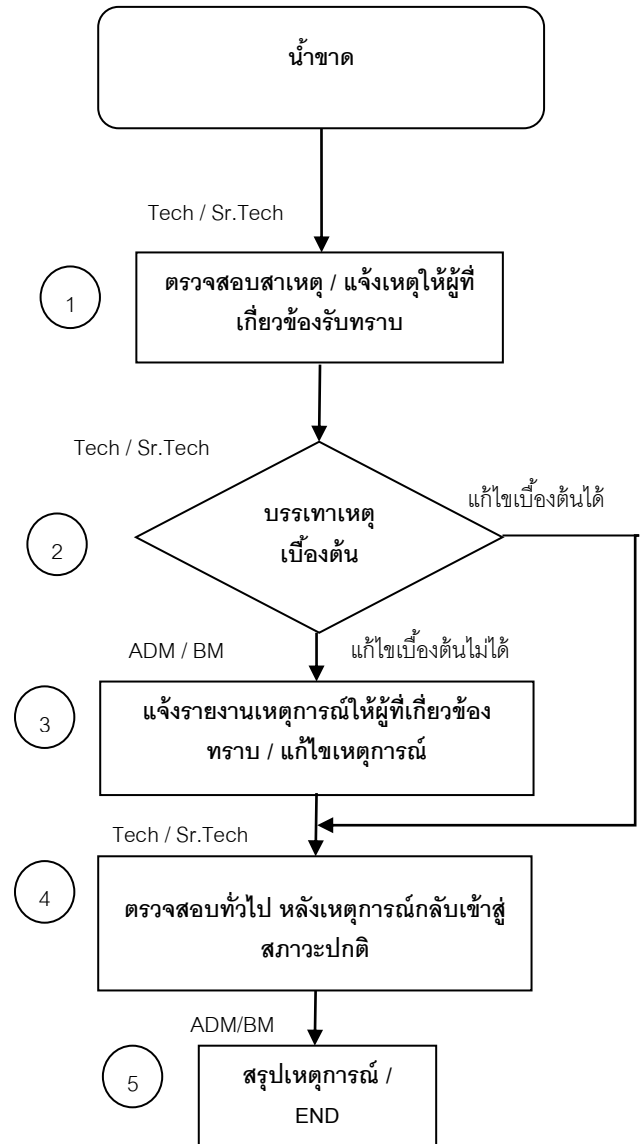 น้ำขาด
Tech / Sr.Tech
1
ตรวจสอบสาเหตุ / แจ้งเหตุให้ผู้ที่
เกี่ยวข้องรับทราบ
Tech / Sr.Tech
แก้ไขเบื้องต้นได้
2
บรรเทาเหตุ
เบื้องต้น
ADM / BM
แก้ไขเบื้องต้นไม่ได้
3
แจ้งรายงานเหตุการณ์ให้ผู้ที่เกี่ยวข้อง
ทราบ / แก้ไขเหตุการณ์
Tech / Sr.Tech
4
ตรวจสอบทั่วไป หลังเหตุการณ์กลับเข้าสู่
สภาวะปกติ
ADM/BM
5
สรุปเหตุการณ์ /
END